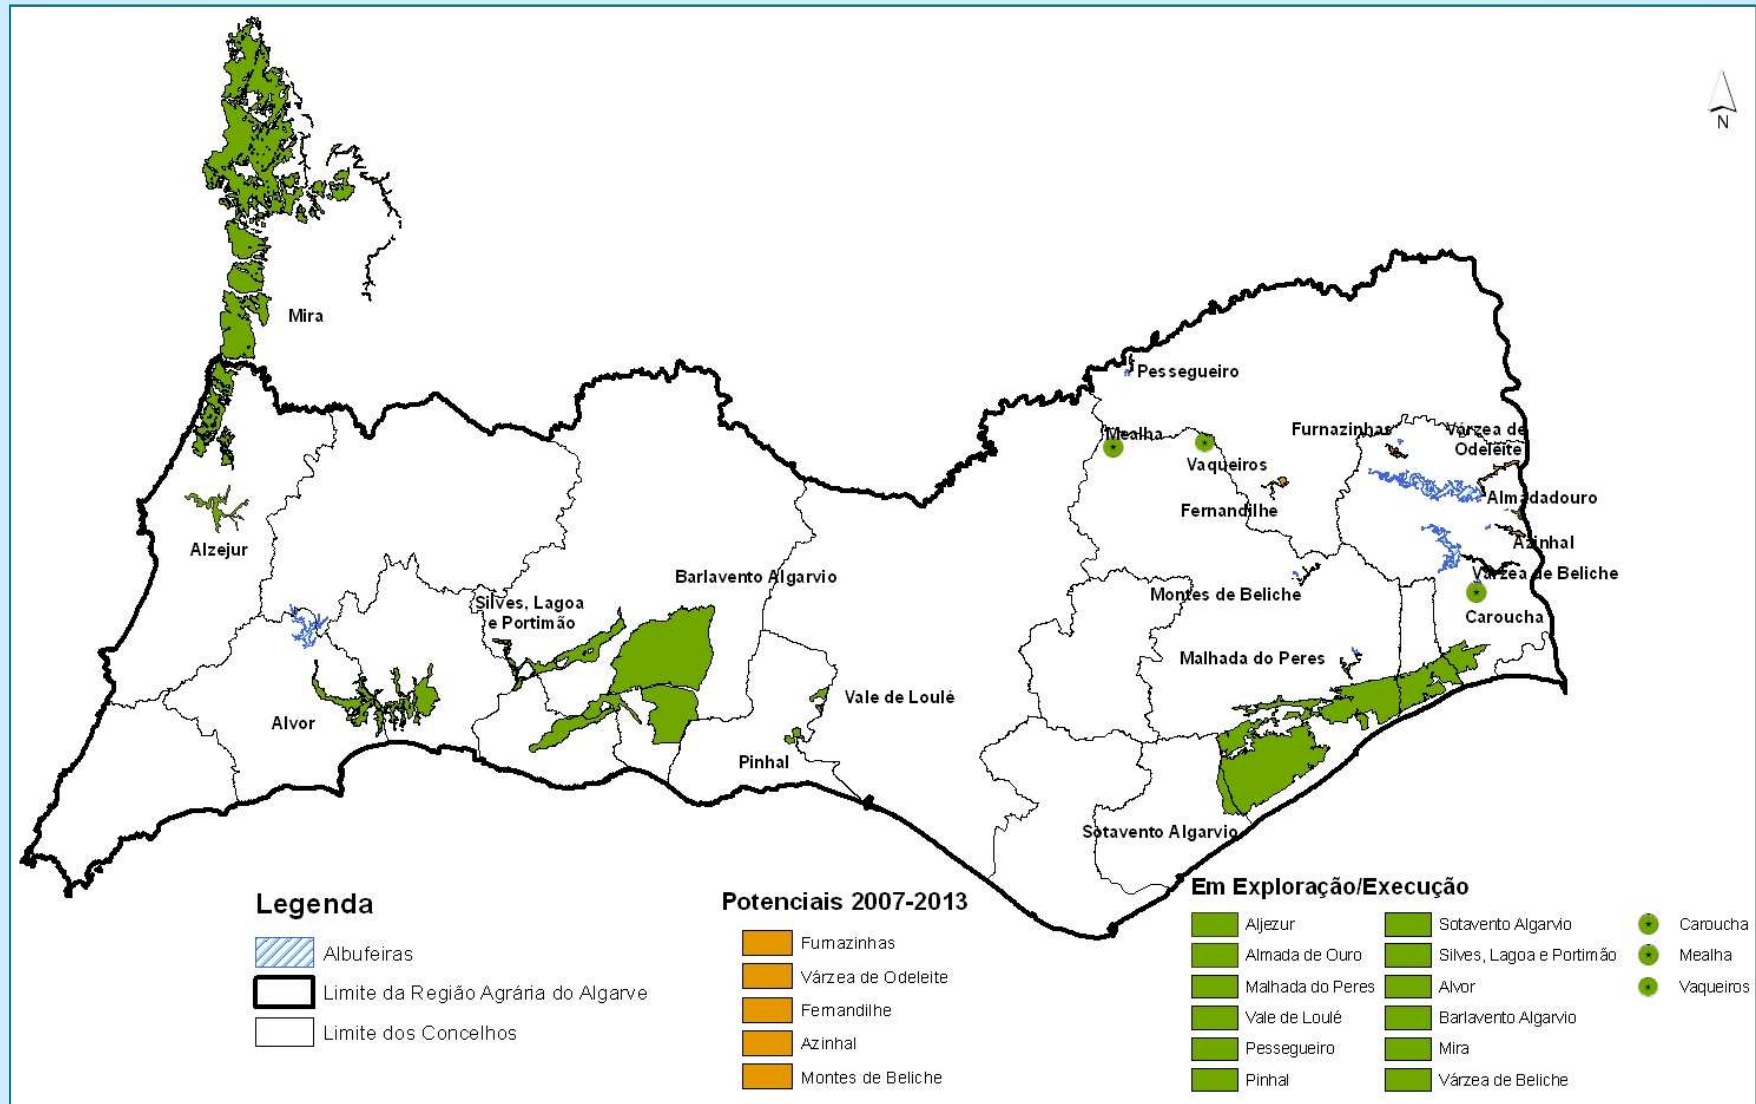 N
Mira
Pessegueiro
Mealha
Vaqueiros
Furnazinhas
Várzea de
Odeleite
Fernandilhe
Almadadouro
Azinhal
Alzejur
Barlavento Algarvio
Silves, Lagoa
e Portimão
Montes de Beliche
Várzea de Beliche
Caroucha
Malhada do Peres
Vale de Loulé
Alvor
Pinhal
Sotavento Algarvio
Legenda
Albufeiras
Limite da Região Agrária do Algarve
Limite dos Concelhos
Potenciais 2007-2013
Furnazinhas
Várzea de Odeleite
Fernandilhe
Azinhal
Montes de Beliche
Em Exploração/Execução
Aljezur
Almada de Ouro
Malhada do Peres
Vale de Loulé
Pessegueiro
Pinhal
Sotavento Algarvio
Silves, Lagoa e Portimão
Alvor
Barlavento Algarvio
Mira
Várzea de Beliche
Caroucha
Mealha
Vaqueiros